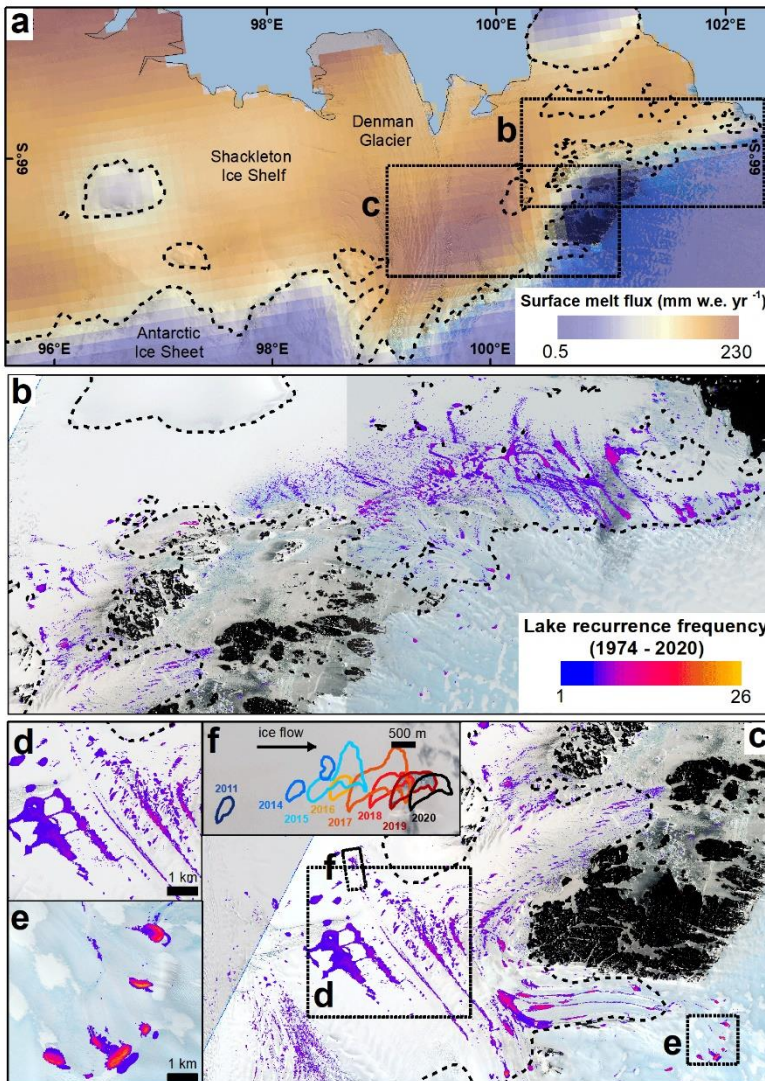 a
98°E 100°E 102°E
Denman
Glacier
66°S
Shackleton
Ice Shelf
b
66°S
c
Surface melt flux (mm w.e. yr -1)
0.5 230
Antarctic
Ice Sheet
96°E 98°E 100°E
b
Lake recurrence frequency
(1974 - 2020)
1 26
d
1 km
f
ice flow
500 m
2011
2014
2015
2016
2017
2018
2019
2020
c
f
d
e
e
1 km